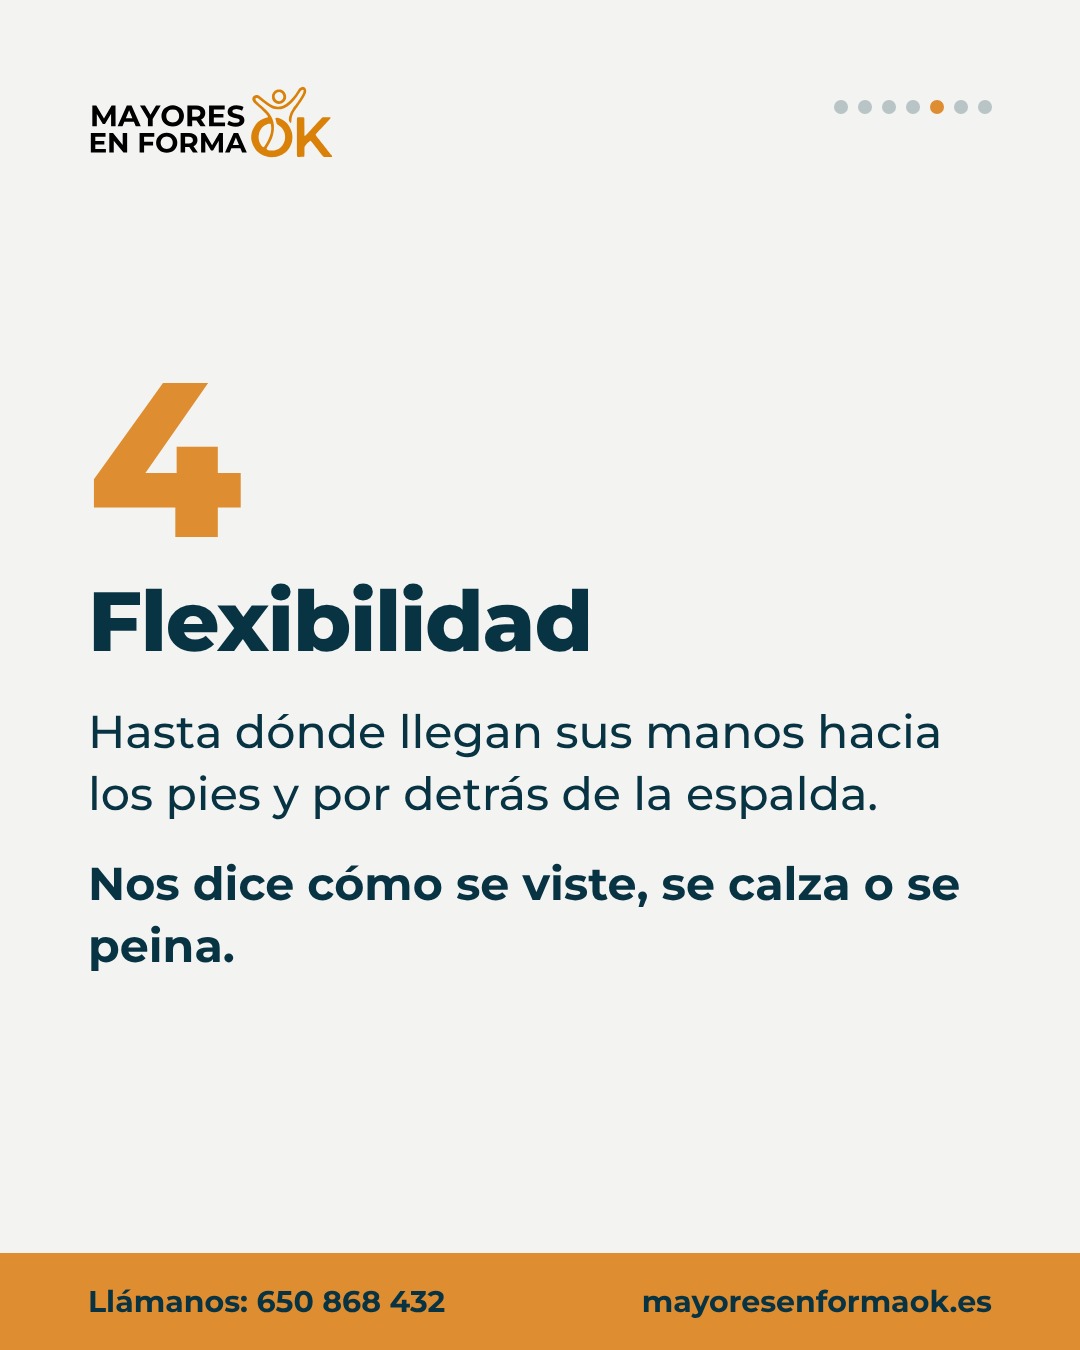 MAYORES
EN FORMA OK
4
Flexibilidad
Hasta dónde llegan sus manos hacia
los pies y por detrás de la espalda.
Nos dice cómo se viste, se calza o se
peina.
Llámanos: 650 868 432
mayoresenformaok.es